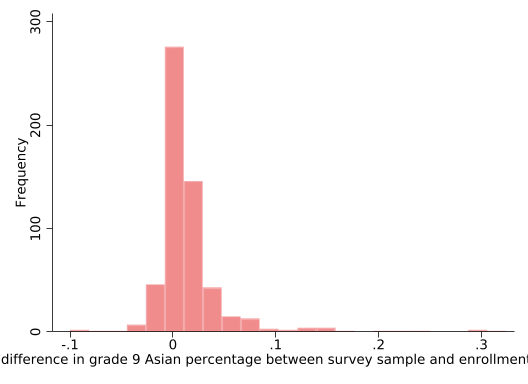 300
200
100
0
Frequency
-.1 0 .1 .2 .3
difference in grade 9 Asian percentage between survey sample and enrollment